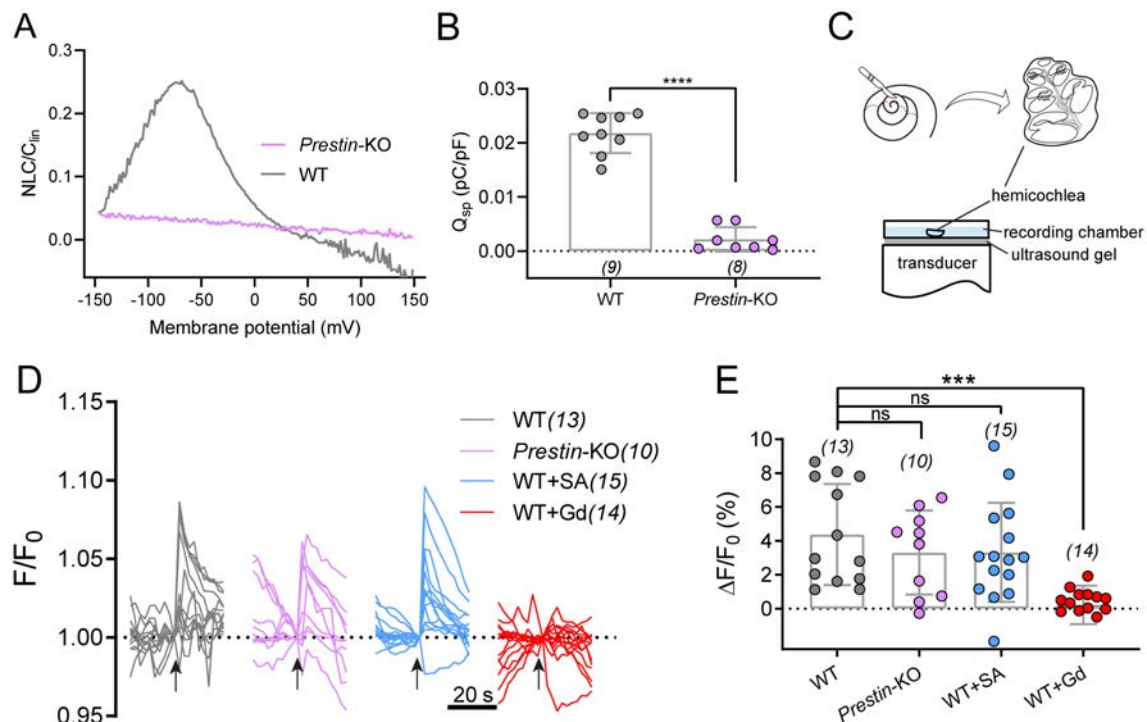 A
NLC/Clin
0.3
0.2
0.1
0.0
Prestin-KO
WT
-150
-100
-50
0
50
100
150
Membrane potential (mV)
B
Qsp (pC/pF)
0.03
0.02
0.01
0.00
****
(9)
(8)
WT
Prestin-KO
C
hemicochlea
recording chamber
ultrasound gel
transducer
D
F/F0
1.15
1.10
1.05
1.00
0.95
WT(13)
Prestin-KO(10)
WT+SA(15)
WT+Gd(14)
20 s
E
ΔF/F0 (%)
10
8
6
4
2
0
***
ns
ns
(13)
(10)
(15)
(14)
WT
Prestin-KO
WT+SA
WT+Gd